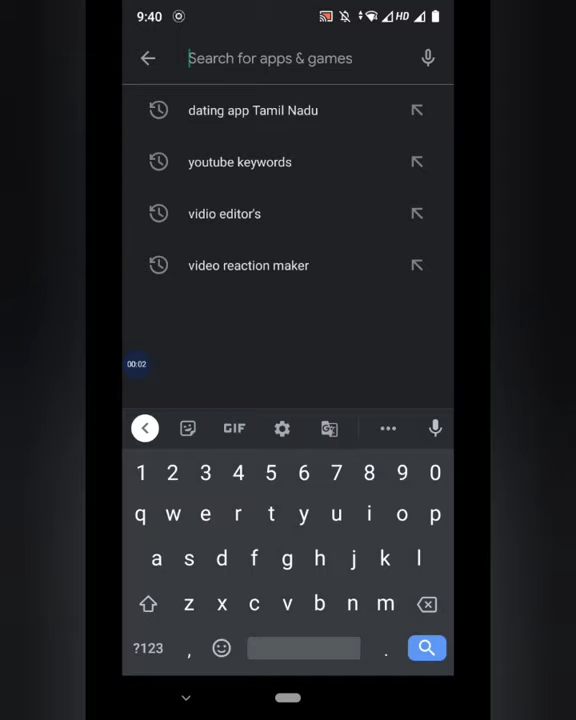 9:40 HD
Search for apps & games
dating app Tamil Nadu
youtube keywords
vidio editor's
video reaction maker
00:02
GIF
1 2 3 4 5 6 7 8 9 0
q w e r t y u i o p
a s d f g h j k l
z x c v b n m
?123 , .